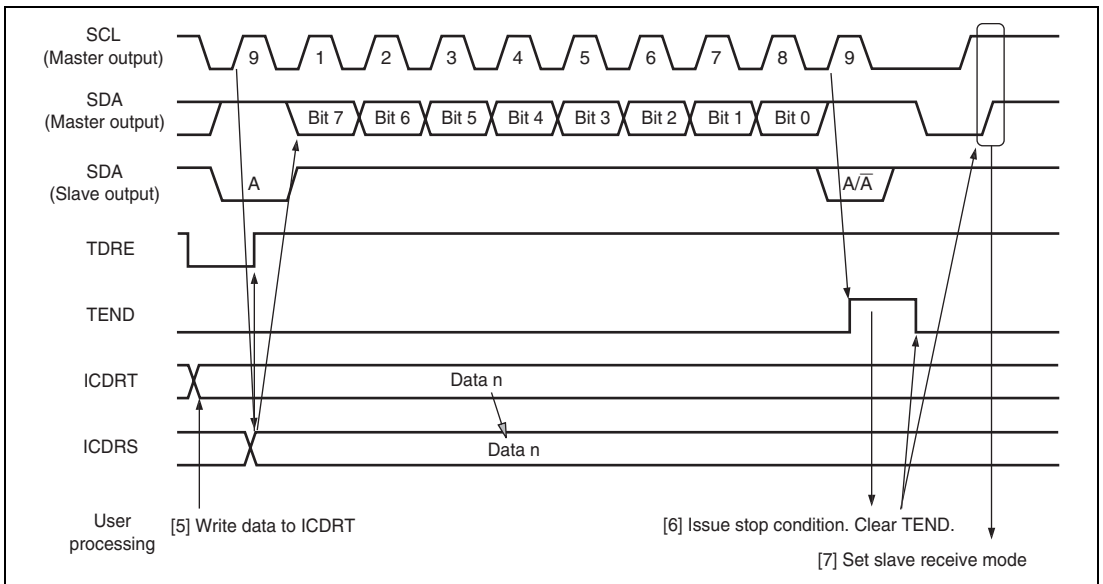 SCL
(Master output)
9 1 2 3 4 5 6 7 8 9
SDA
(Master output)
Bit 7 Bit 6 Bit 5 Bit 4 Bit 3 Bit 2 Bit 1 Bit 0
SDA
(Slave output)
A A/A̅
TDRE
TEND
ICDRT
Data n
ICDRS
Data n
User
processing
[5] Write data to ICDRT
[6] Issue stop condition. Clear TEND.
[7] Set slave receive mode